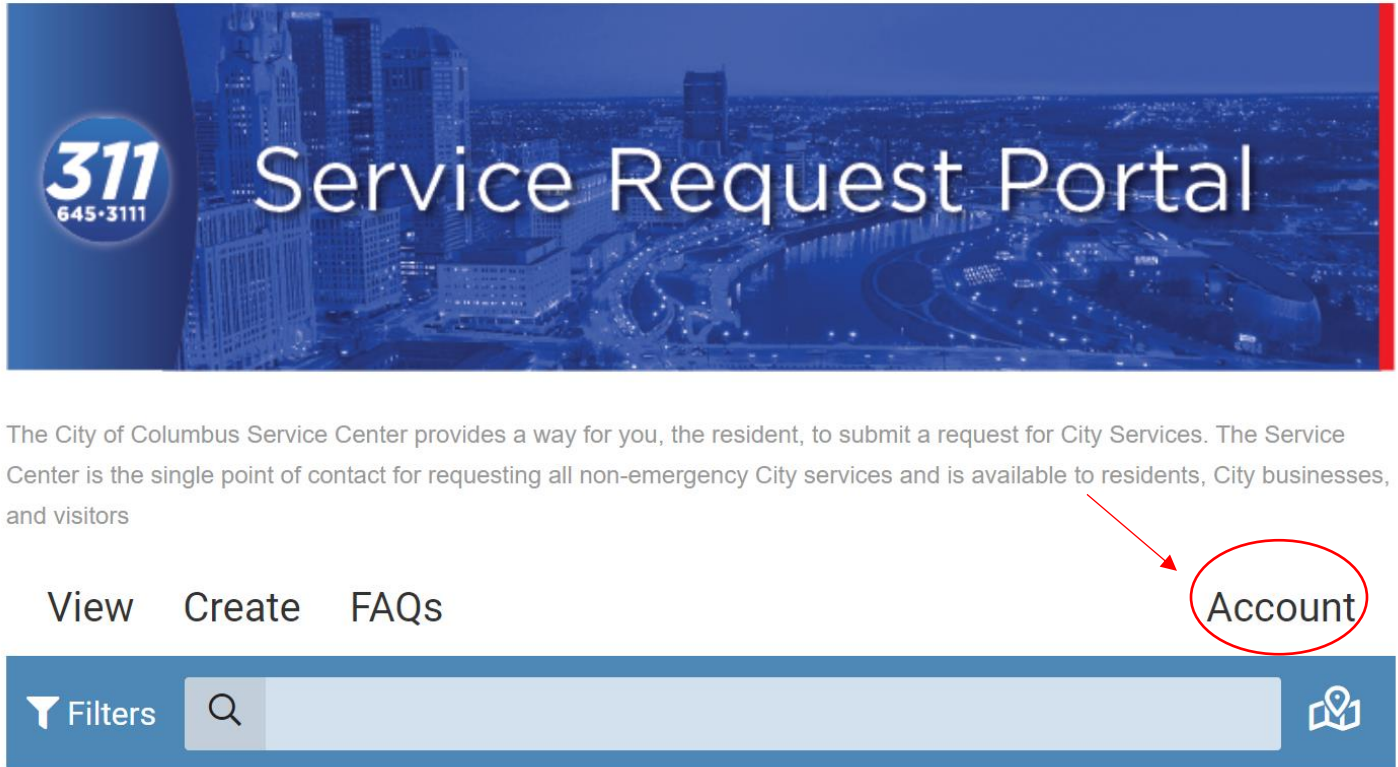 311
645·3111
Service Request Portal
The City of Columbus Service Center provides a way for you, the resident, to submit a request for City Services. The Service
Center is the single point of contact for requesting all non-emergency City services and is available to residents, City businesses,
and visitors
View Create FAQs Account
Filters